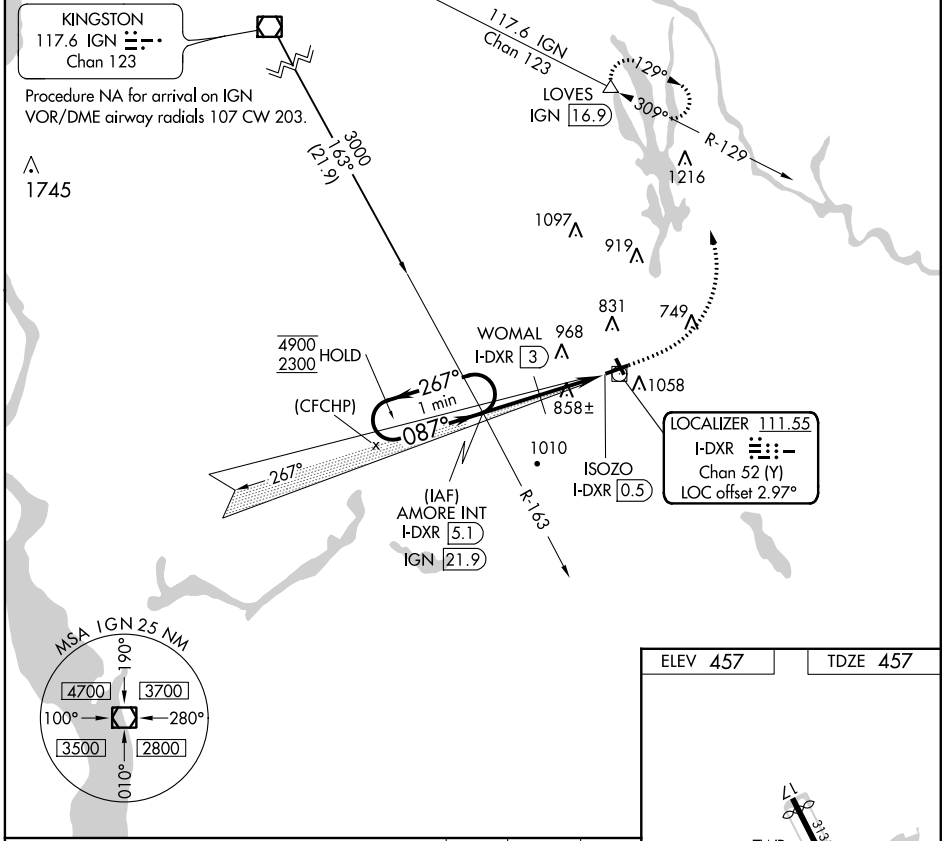 KINGSTON
117.6 IGN
Chan 123
Procedure NA for arrival on IGN
VOR/DME airway radials 107 CW 203.
1745
3000
163°
(21.9)
117.6 IGN
Chan 123
129°
309°
LOVES
IGN 16.9
R-129
1216
1097
919
831
749
WOMAL
I-DXR 3
968
4900
2300
HOLD
267°
1 min
087°
(CFCHP)
x
267°
858±
1058
1010
(IAF)
AMORE INT
I-DXR 5.1
IGN 21.9
R-163
ISOZO
I-DXR 0.5
LOCALIZER 111.55
I-DXR
Chan 52 (Y)
LOC offset 2.97°
MSA IGN 25 NM
190°
4700
3700
100°
280°
3500
2800
010°
ELEV 457
TDZE 457
17